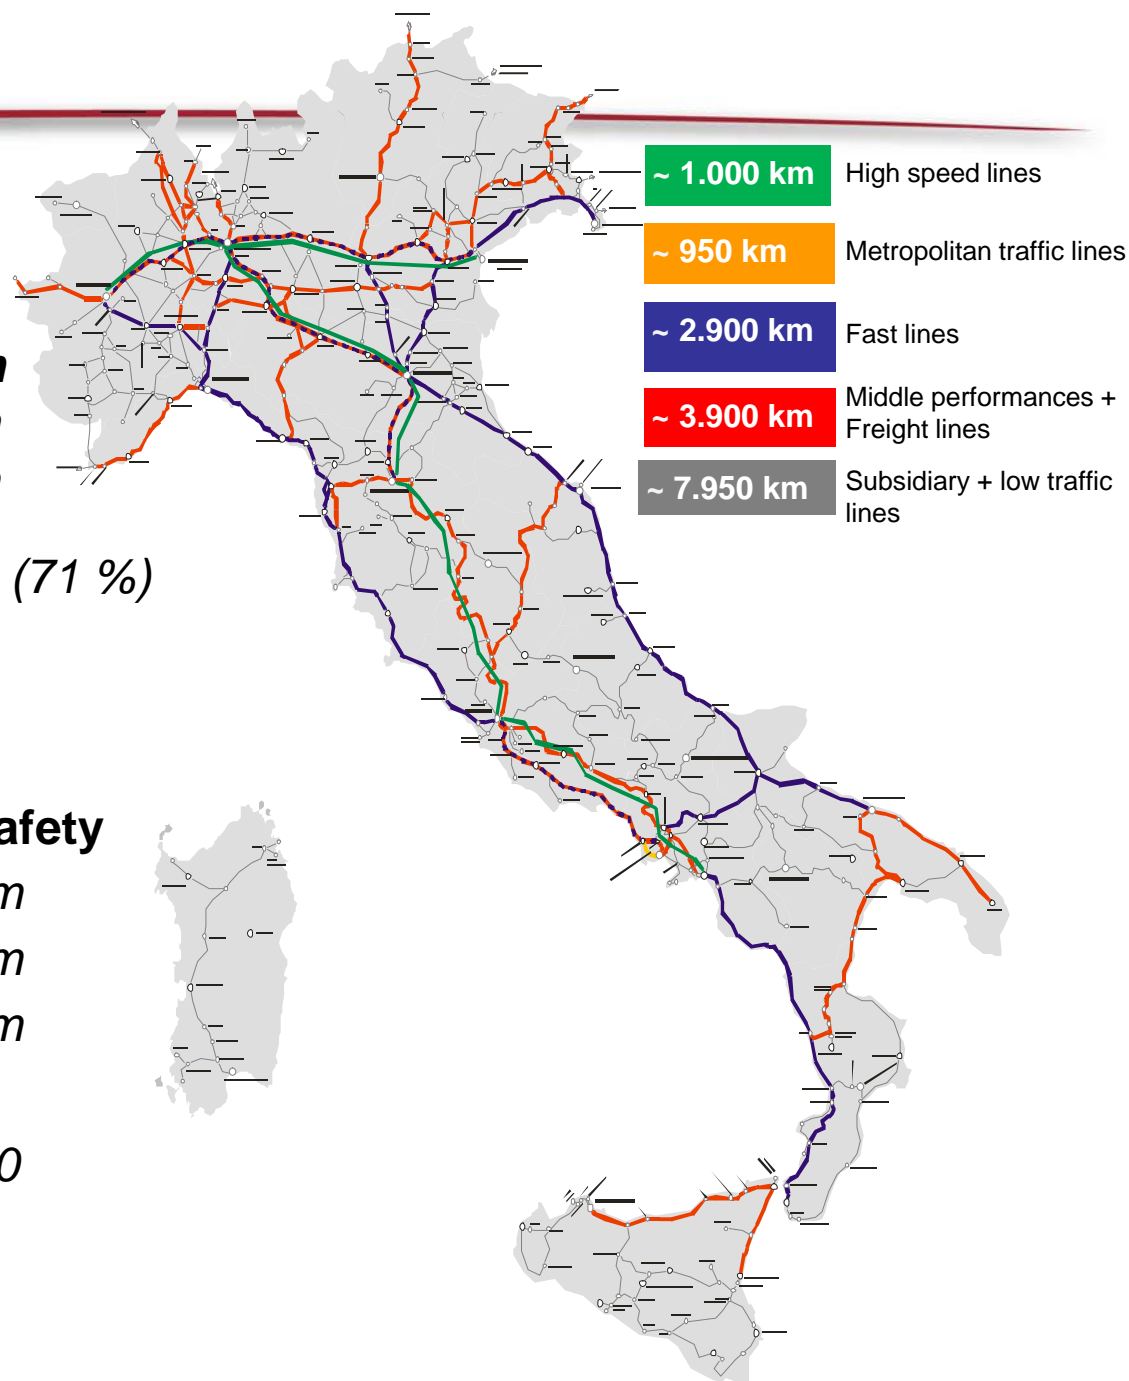 ~ 1.000 km High speed lines
~ 950 km Metropolitan traffic lines
~ 2.900 km Fast lines
~ 3.900 km Middle performances +
Freight lines
~ 7.950 km Subsidiary + low traffic
lines
(71 %)
afety
m
m
m
0